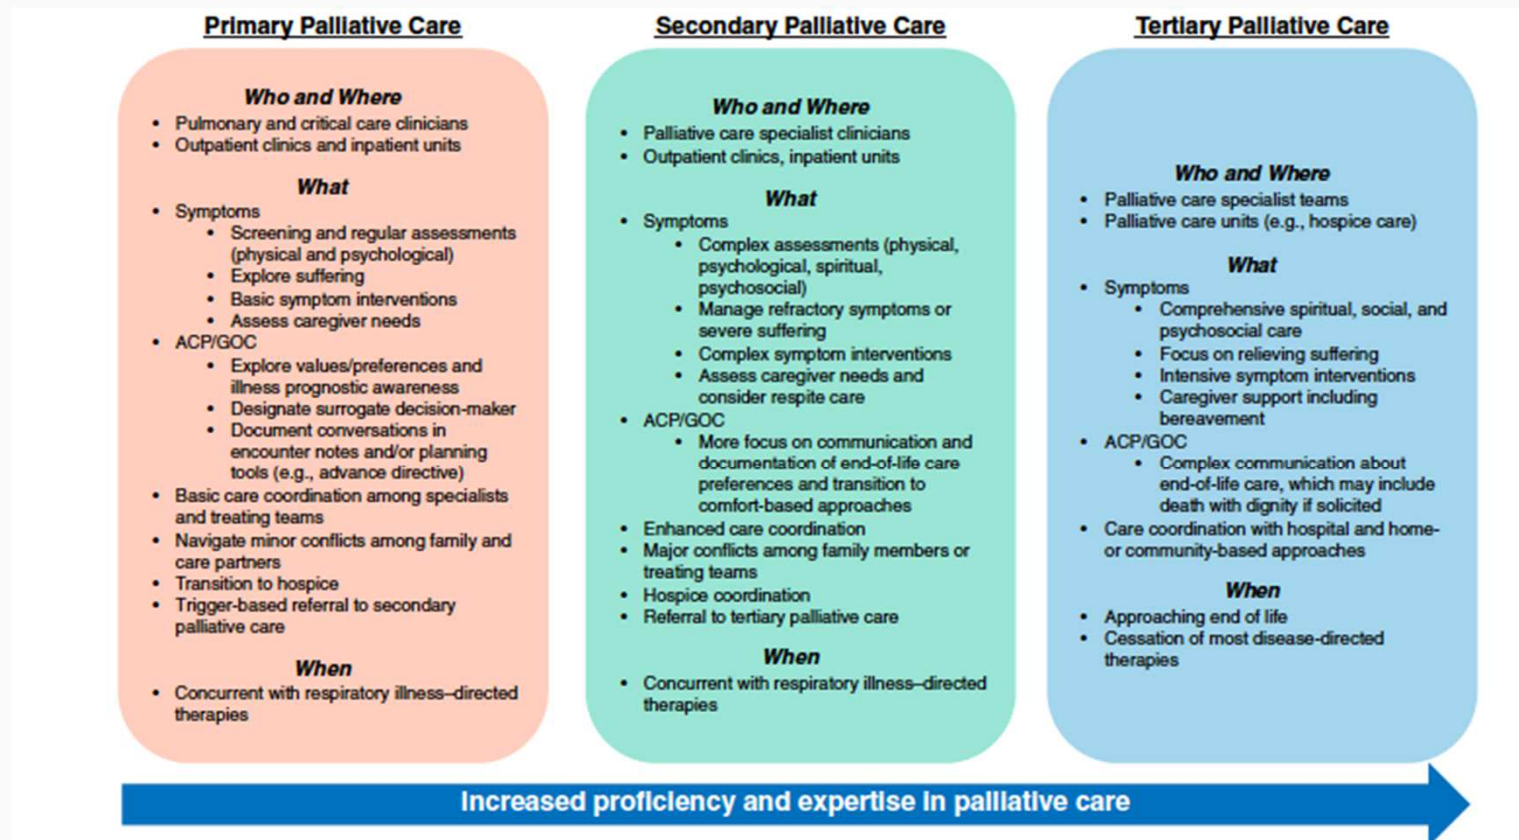 Primary Palliative Care
Who and Where
• Pulmonary and critical care clinicians
• Outpatient clinics and inpatient units
What
• Symptoms
• Screening and regular assessments
(physical and psychological)
• Explore suffering
• Basic symptom interventions
• Assess caregiver needs
• ACP/GOC
• Explore values/preferences and
illness prognostic awareness
• Designate surrogate decision-maker
• Document conversations in
encounter notes and/or planning
tools (e.g., advance directive)
• Basic care coordination among specialists
and treating teams
• Navigate minor conflicts among family and
care partners
• Transition to hospice
• Trigger-based referral to secondary
palliative care
When
• Concurrent with respiratory illness–directed
therapies
Secondary Palliative Care
Who and Where
• Palliative care specialist clinicians
• Outpatient clinics, inpatient units
What
• Symptoms
• Complex assessments (physical,
psychological, spiritual,
psychosocial)
• Manage refractory symptoms or
severe suffering
• Complex symptom interventions
• Assess caregiver needs and
consider respite care
• ACP/GOC
• More focus on communication and
documentation of end-of-life care
preferences and transition to
comfort-based approaches
• Enhanced care coordination
• Major conflicts among family members or
treating teams
• Hospice coordination
• Referral to tertiary palliative care
When
• Concurrent with respiratory illness–directed
therapies
Tertiary Palliative Care
Who and Where
• Palliative care specialist teams
• Palliative care units (e.g., hospice care)
What
• Symptoms
• Comprehensive spiritual, social, and
psychosocial care
• Focus on relieving suffering
• Intensive symptom interventions
• Caregiver support including
bereavement
• ACP/GOC
• Complex communication about
end-of-life care, which may include
death with dignity if solicited
• Care coordination with hospital and home-
or community-based approaches
When
• Approaching end of life
• Cessation of most disease-directed
therapies
Increased proficiency and expertise in palliative care